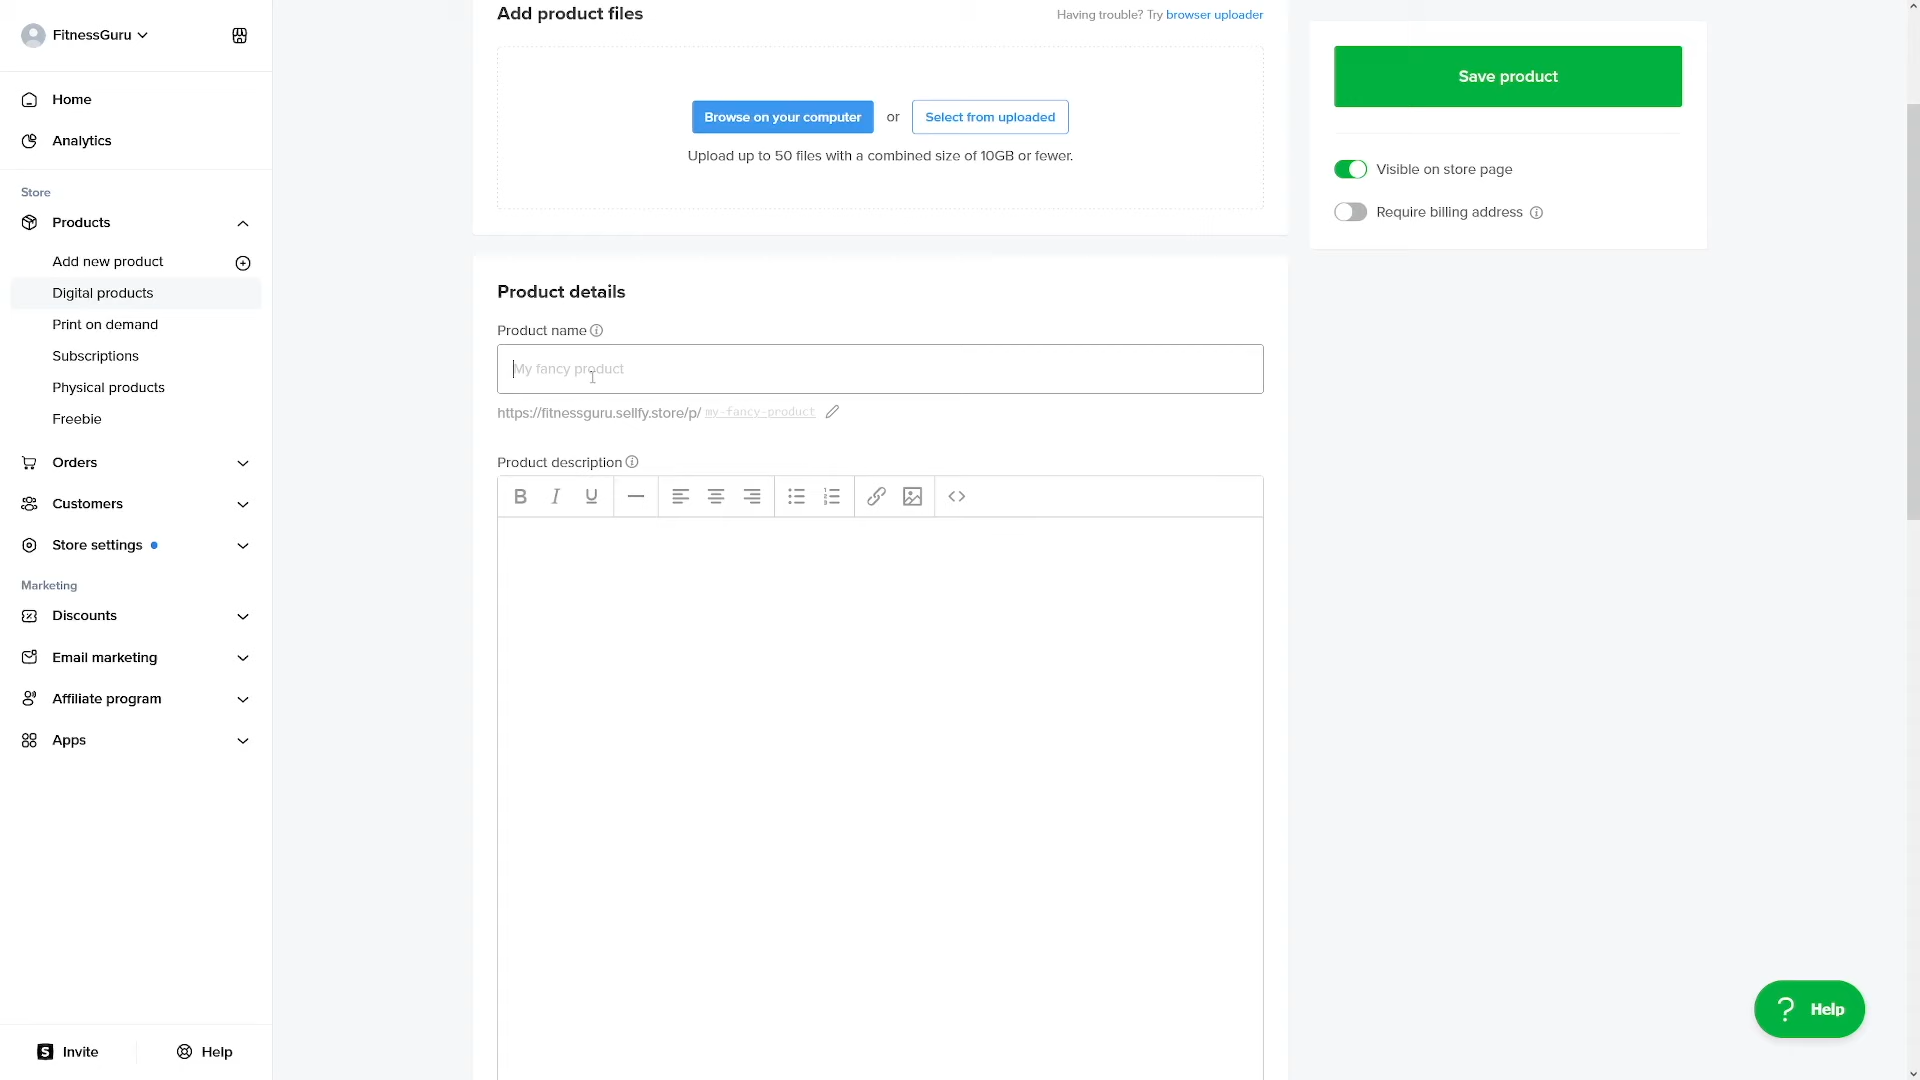 FitnessGuru
Home
Analytics
Store
Products
Add new product
Digital products
Print on demand
Subscriptions
Physical products
Freebie
Orders
Customers
Store settings
Marketing
Discounts
Email marketing
Affiliate program
Apps
Invite
Help
Add product files
Having trouble? Try browser uploader
Browse on your computer or Select from uploaded
Upload up to 50 files with a combined size of 10GB or fewer.
Product details
Product name
My fancy product
https://fitnessguru.sellfy.store/p/ my-fancy-product
Product description
B I U
Save product
Visible on store page
Require billing address
? Help